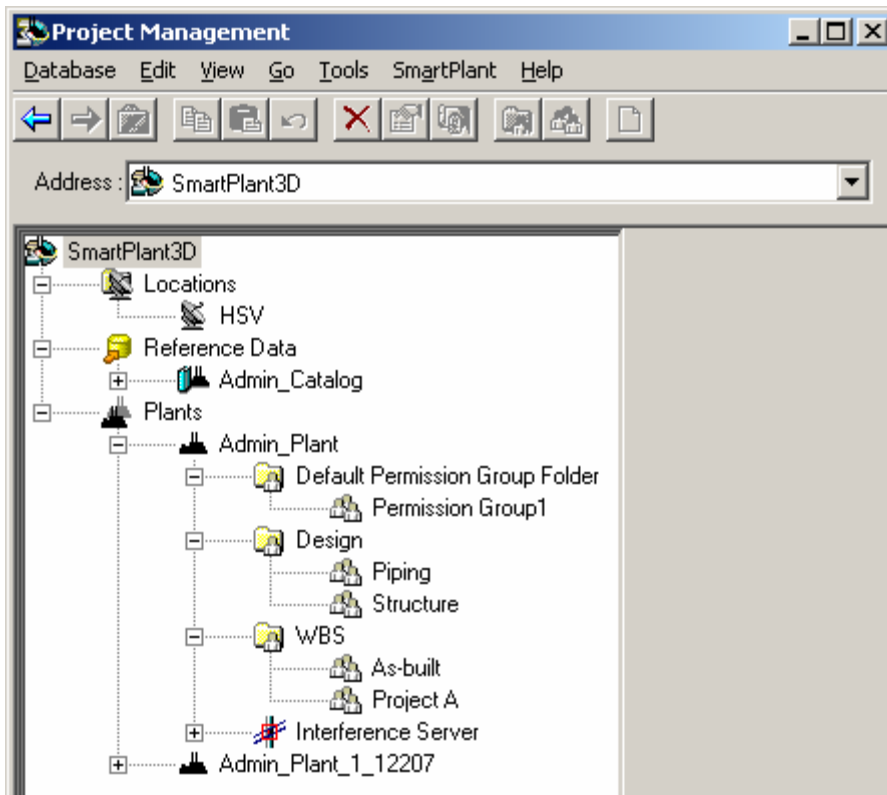 Project Management
Database Edit View Go Tools SmartPlant Help
Address : SmartPlant3D
SmartPlant3D
Locations
HSV
Reference Data
Admin_Catalog
Plants
Admin_Plant
Default Permission Group Folder
Permission Group1
Design
Piping
Structure
WBS
As-built
Project A
Interference Server
Admin_Plant_1_12207